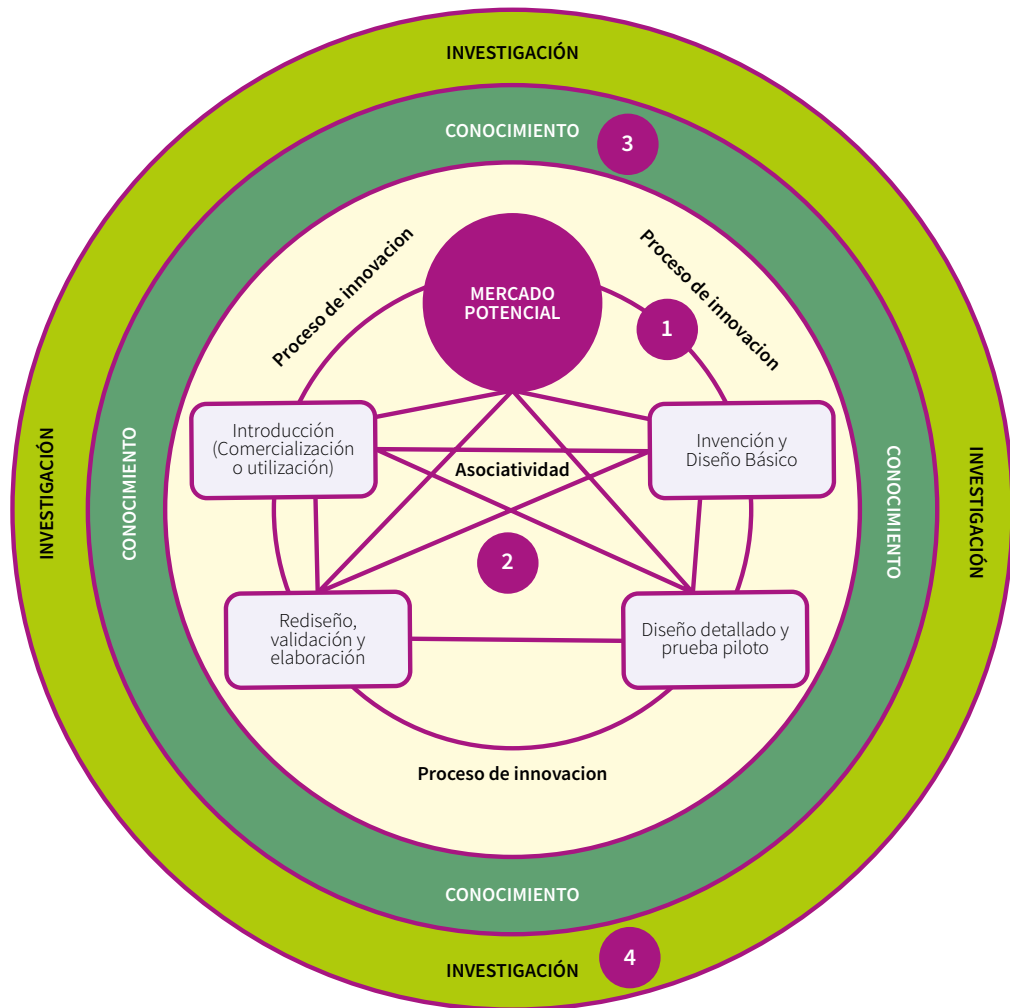 INVESTIGACIÓN
CONOCIMIENTO
3
Proceso de innovacion
Proceso de innovacion
MERCADO
POTENCIAL
1
Introducción
(Comercialización
o utilización)
Invención y
Diseño Básico
Asociatividad
INVESTIGACIÓN
CONOCIMIENTO
CONOCIMIENTO
INVESTIGACIÓN
2
Rediseño,
validación y
elaboración
Diseño detallado y
prueba piloto
Proceso de innovacion
CONOCIMIENTO
4
INVESTIGACIÓN